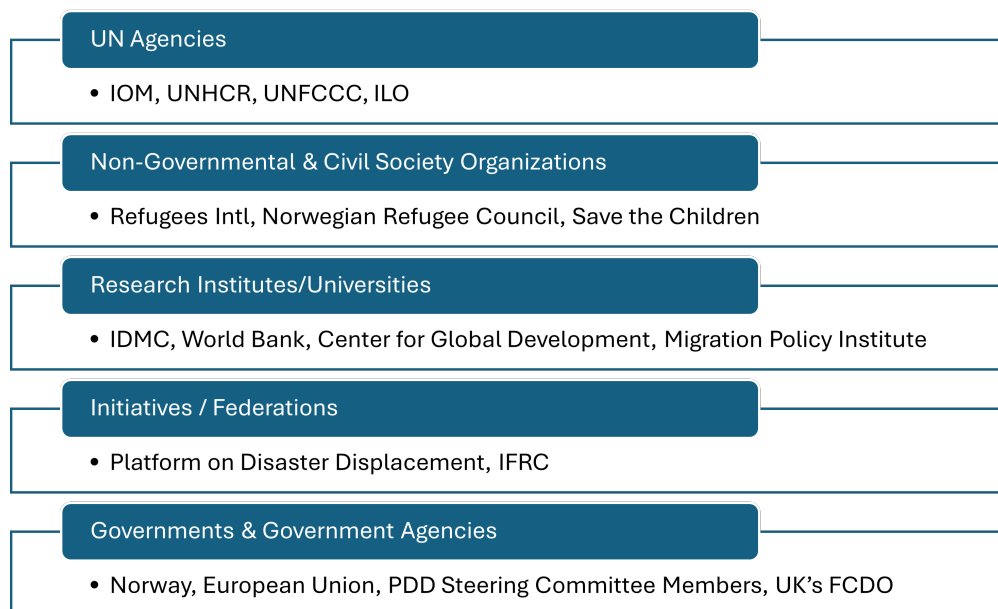 UN Agencies
• IOM, UNHCR, UNFCCC, ILO
Non-Governmental & Civil Society Organizations
• Refugees Intl, Norwegian Refugee Council, Save the Children
Research Institutes/Universities
• IDMC, World Bank, Center for Global Development, Migration Policy Institute
Initiatives / Federations
• Platform on Disaster Displacement, IFRC
Governments & Government Agencies
• Norway, European Union, PDD Steering Committee Members, UK’s FCDO